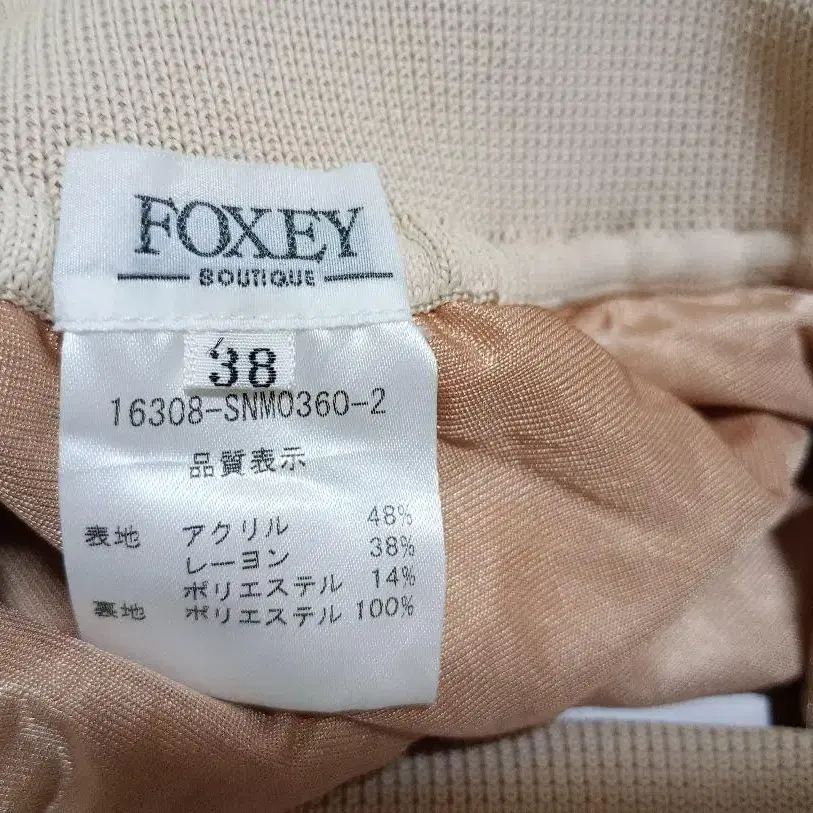 FOXEY
BOUTIQUE
38
16308-SNM0360-2
品質表示
表地 アクリル 48%
レーヨン 38%
ポリエステル 14%
裏地 ポリエステル 100%